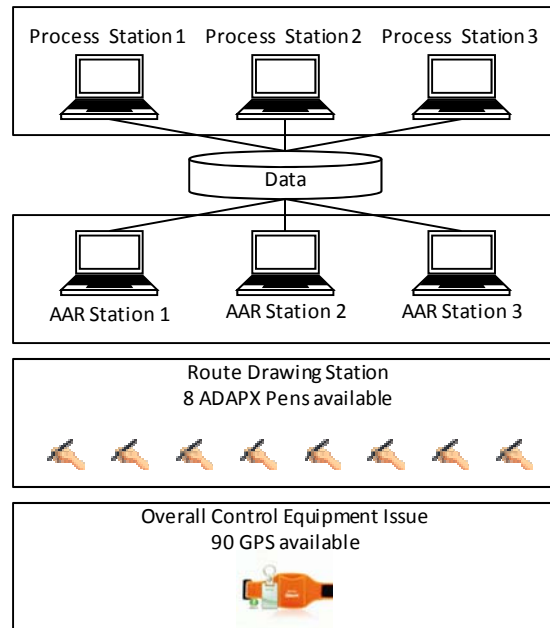 Process Station 1 Process Station 2 Process Station 3
Data
AAR Station 1 AAR Station 2 AAR Station 3
Route Drawing Station
8 ADAPX Pens available
Overall Control Equipment Issue
90 GPS available